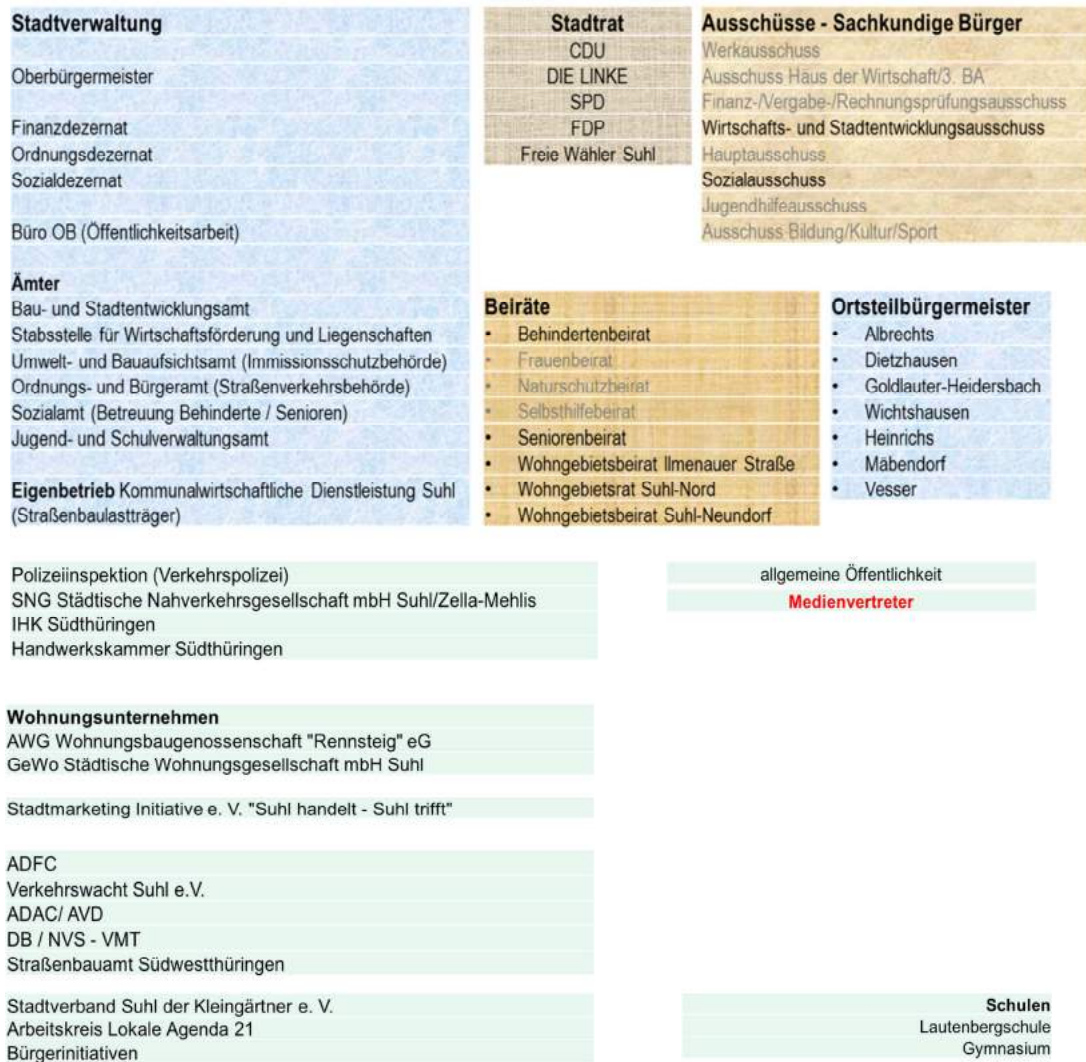 Stadtverwaltung
Oberbürgermeister
Finanzdezernat
Ordnungsdezernat
Sozialdezernat
Büro OB (Öffentlichkeitsarbeit)
Ämter
Bau- und Stadtentwicklungsamt
Stabsstelle für Wirtschaftsförderung und Liegenschaften
Umwelt- und Bauaufsichtsamt (Immissionsschutzbehörde)
Ordnungs- und Bürgeramt (Straßenverkehrsbehörde)
Sozialamt (Betreuung Behinderte / Senioren)
Jugend- und Schulverwaltungsamt
Eigenbetrieb Kommunalwirtschaftliche Dienstleistung Suhl
(Straßenbaulastträger)
Stadtrat
CDU
DIE LINKE
SPD
FDP
Freie Wähler Suhl
Ausschüsse - Sachkundige Bürger
Werkausschuss
Ausschuss Haus der Wirtschaft/3. BA
Finanz-/Vergabe-/Rechnungsprüfungsausschuss
Wirtschafts- und Stadtentwicklungsausschuss
Hauptausschuss
Sozialausschuss
Jugendhilfeausschuss
Ausschuss Bildung/Kultur/Sport
Beiräte
• Behindertenbeirat
• Frauenbeirat
• Naturschutzbeirat
• Selbsthilfebeirat
• Seniorenbeirat
• Wohngebietsbeirat Ilmenauer Straße
• Wohngebietsrat Suhl-Nord
• Wohngebietsbeirat Suhl-Neundorf
Ortsteilbürgermeister
• Albrechts
• Dietzhausen
• Goldlauter-Heidersbach
• Wichtshausen
• Heinrichs
• Mäbendorf
• Vesser
Polizeiinspektion (Verkehrspolizei)
SNG Städtische Nahverkehrsgesellschaft mbH Suhl/Zella-Mehlis
IHK Südthüringen
Handwerkskammer Südthüringen
allgemeine Öffentlichkeit
Medienvertreter
Wohnungsunternehmen
AWG Wohnungsbaugenossenschaft "Rennsteig" eG
GeWo Städtische Wohnungsgesellschaft mbH Suhl
Stadtmarketing Initiative e. V. "Suhl handelt - Suhl trifft"
ADFC
Verkehrswacht Suhl e.V.
ADAC/ AVD
DB / NVS - VMT
Straßenbauamt Südwestthüringen
Stadtverband Suhl der Kleingärtner e. V.
Arbeitskreis Lokale Agenda 21
Bürgerinitiativen
Schulen
Lautenbergschule
Gymnasium